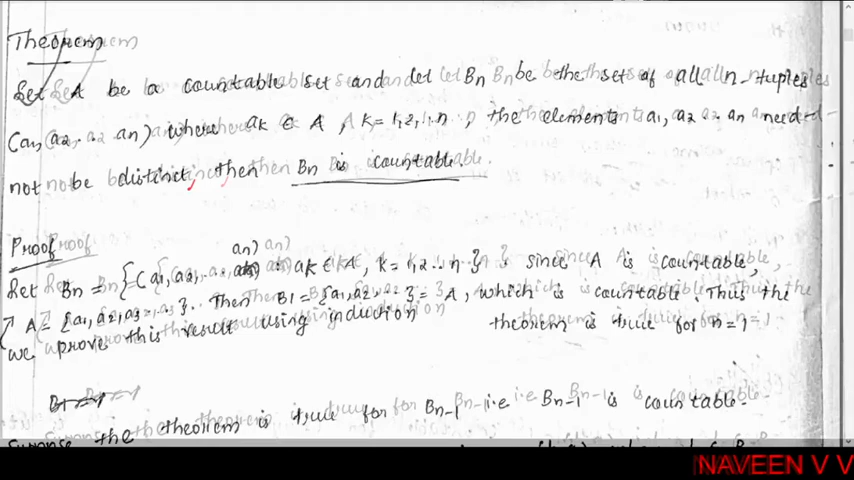 Theorem
Let A be a countable set and let Bn be the set of all n-tuples
(a1, a2 .. an) where ak ∈ A, k = 1, 2, .. n, the elements a1, a2 .. an need
not be distinct, then Bn is countable.
Proof
Let Bn = {(a1, a2, .. an) : ak ∈ A, k = 1, 2 .. n } since A is countable,
A = {a1, a2, a3 ... }. Then B1 = {a1, a2, .. } = A, which is countable. Thus the
we prove this result using induction theorem is true for n=1
Suppose the theorem is true for Bn-1 i.e Bn-1 is countable.
NAVEEN V V